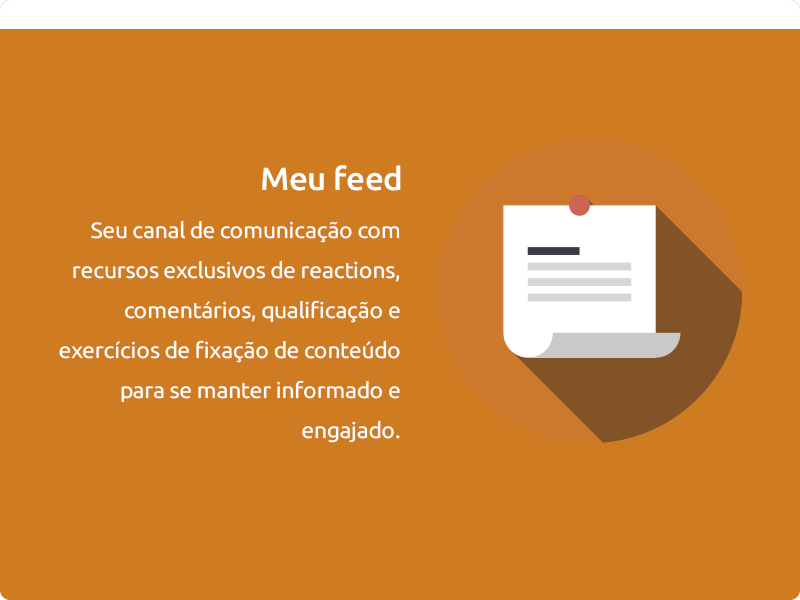 Meu feed
Seu canal de comunicação com
recursos exclusivos de reactions,
comentários, qualificação e
exercícios de fixação de conteúdo
para se manter informado e
engajado.